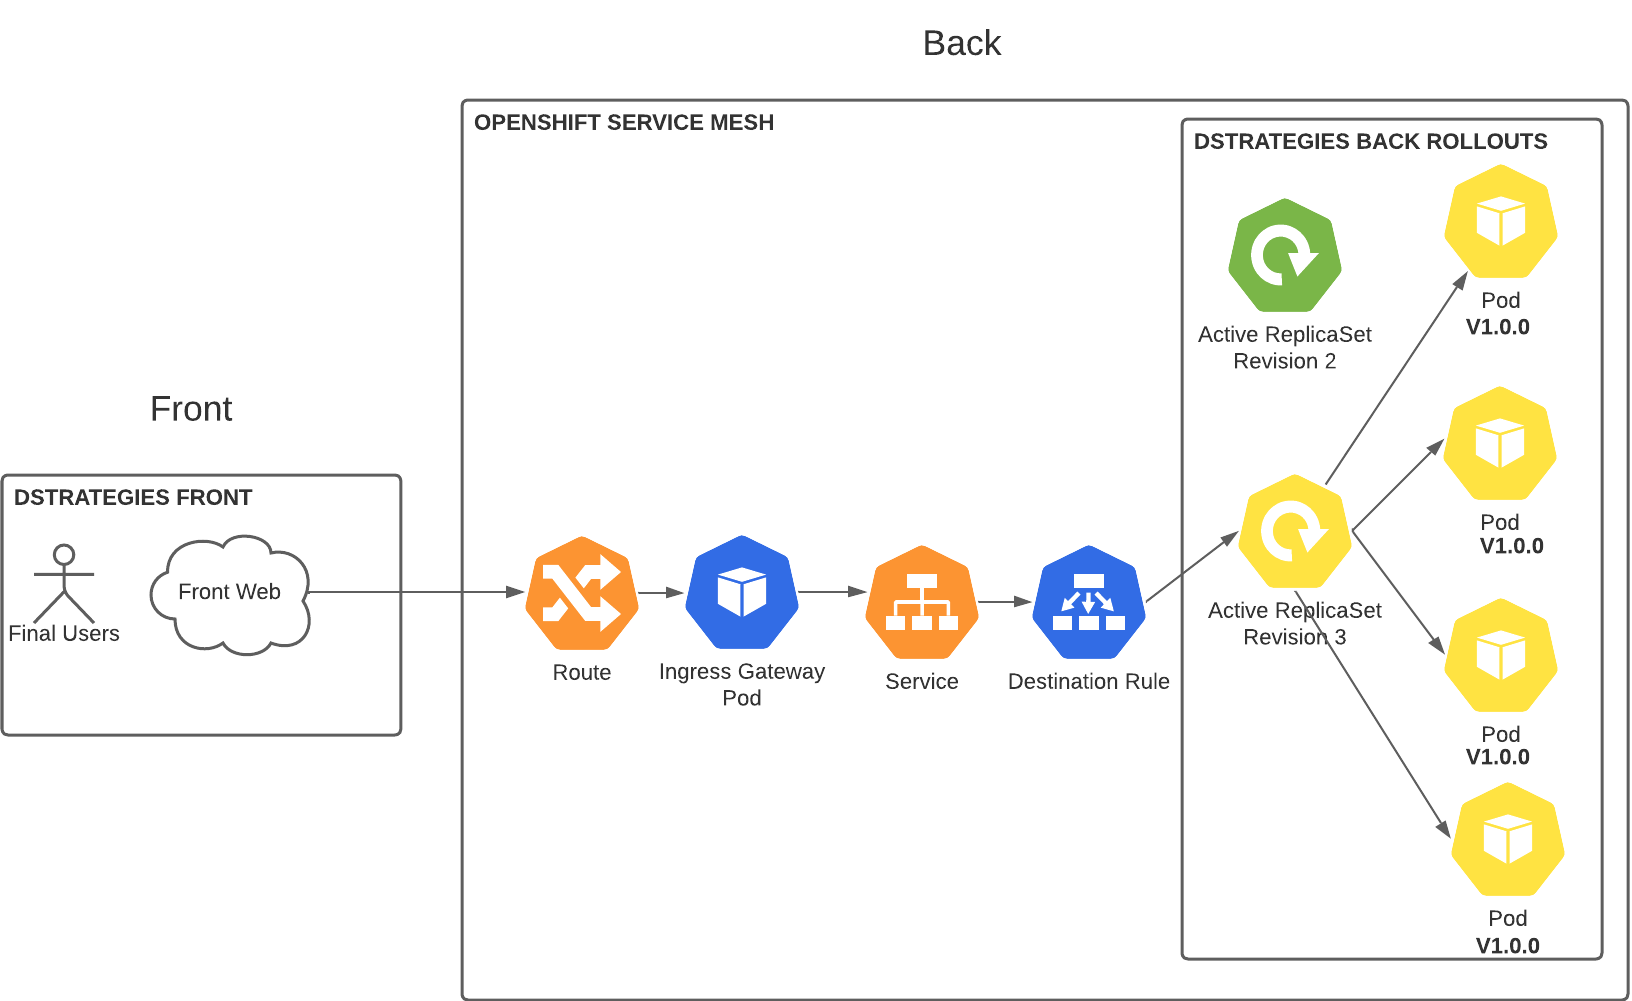 Back
OPENSHIFT SERVICE MESH
DSTRATEGIES BACK ROLLOUTS
Active ReplicaSet
Revision 2
Pod
V1.0.0
Pod
V1.0.0
Front
DSTRATEGIES FRONT
Final Users
Front Web
Route
Ingress Gateway
Pod
Service
Destination Rule
Active ReplicaSet
Revision 3
Pod
V1.0.0
Pod
V1.0.0